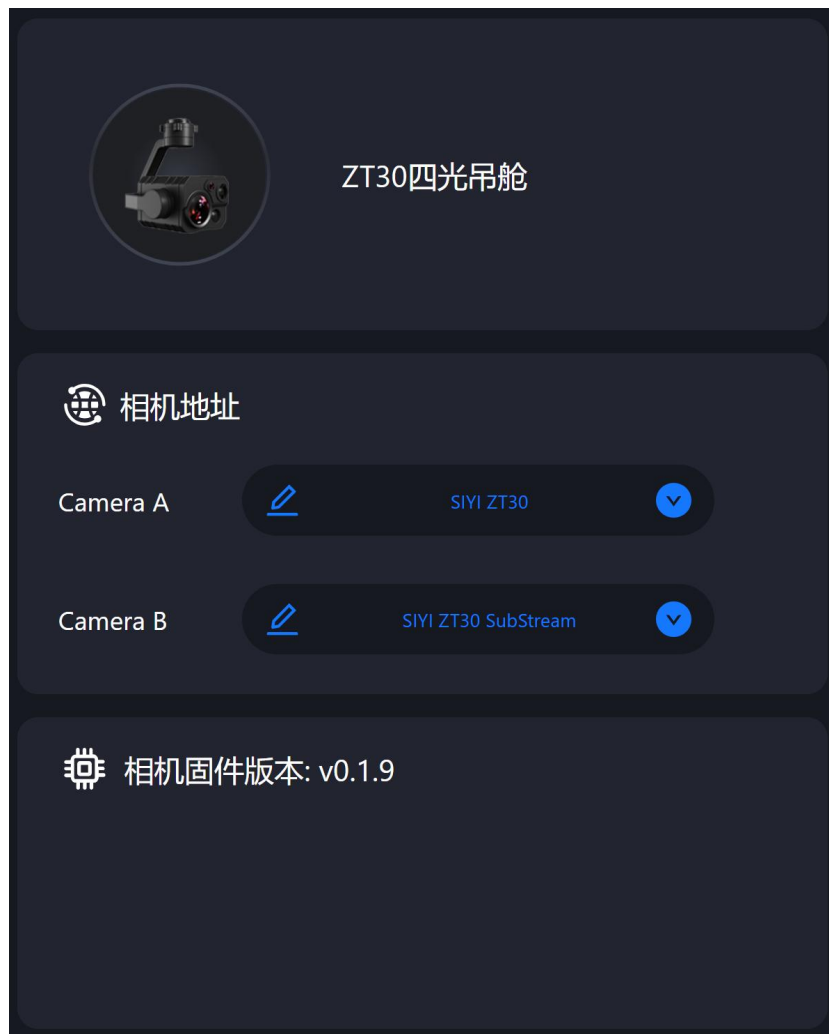 ZT30四光吊舱
相机地址
Camera A
SIYI ZT30
Camera B
SIYI ZT30 SubStream
相机固件版本: v0.1.9